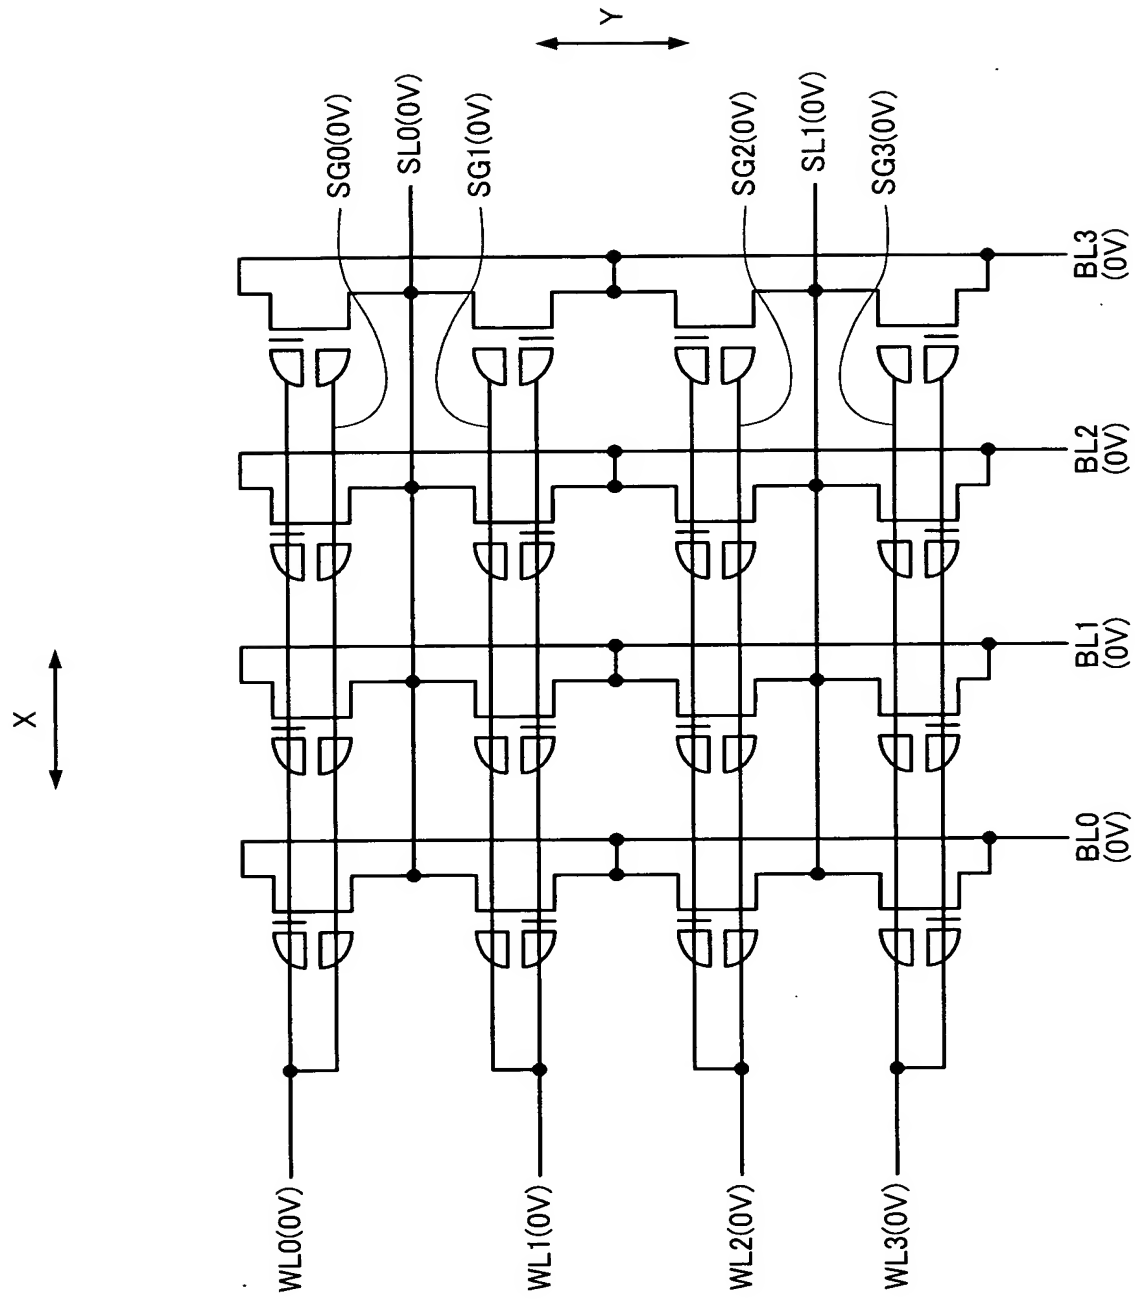 X
Y
SG0(0V)
SL0(0V)
SG1(0V)
SG2(0V)
SL1(0V)
SG3(0V)
BL3
(0V)
BL2
(0V)
BL1
(0V)
BL0
(0V)
WL0(0V)
WL1(0V)
WL2(0V)
WL3(0V)